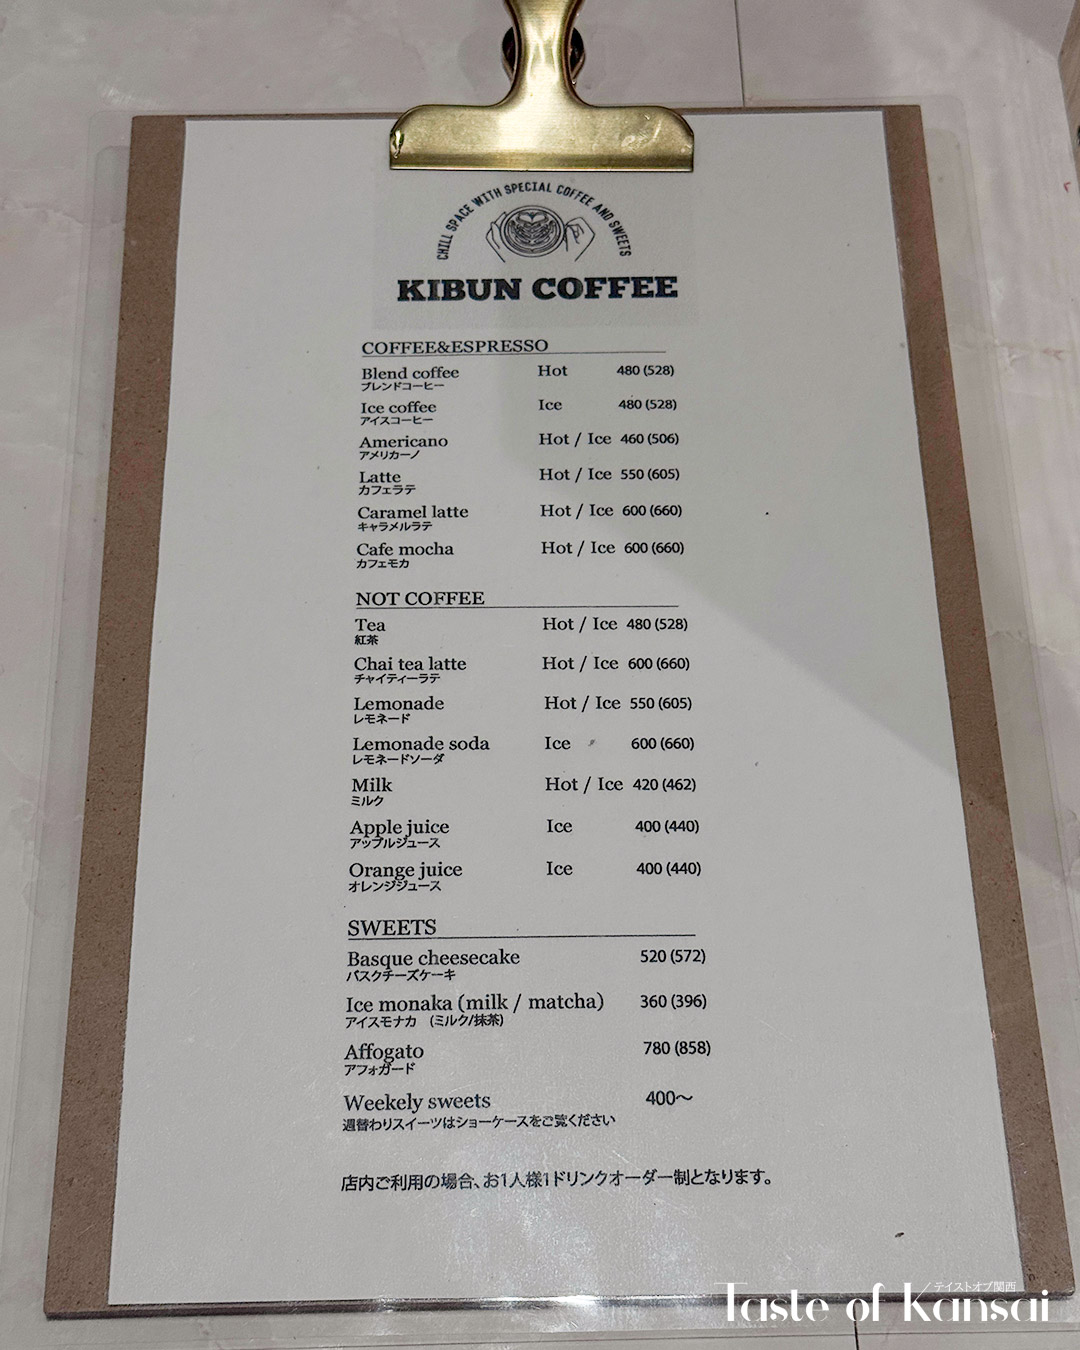 CHILL SPACE WITH SPECIAL COFFEE AND SWEETS
KIBUN COFFEE
COFFEE&ESPRESSO
Blend coffee Hot 480 (528)
ブレンドコーヒー
Ice coffee Ice 480 (528)
アイスコーヒー
Americano Hot / Ice 460 (506)
アメリカーノ
Latte Hot / Ice 550 (605)
カフェラテ
Caramel latte Hot / Ice 600 (660)
キャラメルラテ
Cafe mocha Hot / Ice 600 (660)
カフェモカ
NOT COFFEE
Tea Hot / Ice 480 (528)
紅茶
Chai tea latte Hot / Ice 600 (660)
チャイティーラテ
Lemonade Hot / Ice 550 (605)
レモネード
Lemonade soda Ice 600 (660)
レモネードソーダ
Milk Hot / Ice 420 (462)
ミルク
Apple juice Ice 400 (440)
アップルジュース
Orange juice Ice 400 (440)
オレンジジュース
SWEETS
Basque cheesecake 520 (572)
バスクチーズケーキ
Ice monaka (milk / matcha) 360 (396)
アイスモナカ (ミルク/抹茶)
Affogato 780 (858)
アフォガード
Weekely sweets 400〜
週替わりスイーツはショーケースをご覧ください
店内ご利用の場合、お1人様1ドリンクオーダー制となります。
テイストオブ関西
Taste of Kansai